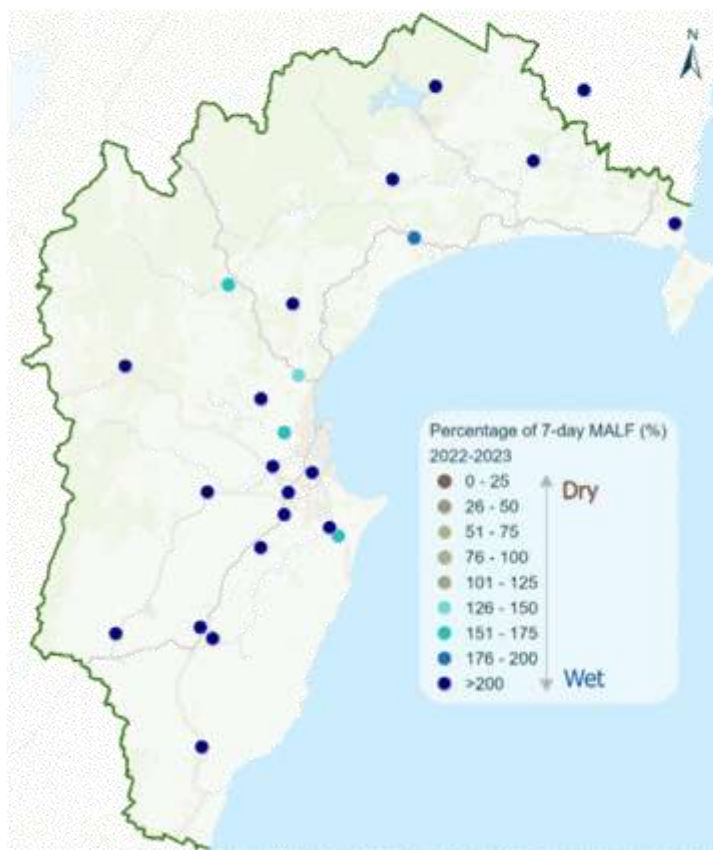 N
Percentage of 7-day MALF (%)
2022-2023
0 - 25
Dry
26 - 50
51 - 75
76 - 100
101 - 125
126 - 150
151 - 175
176 - 200
Wet
>200